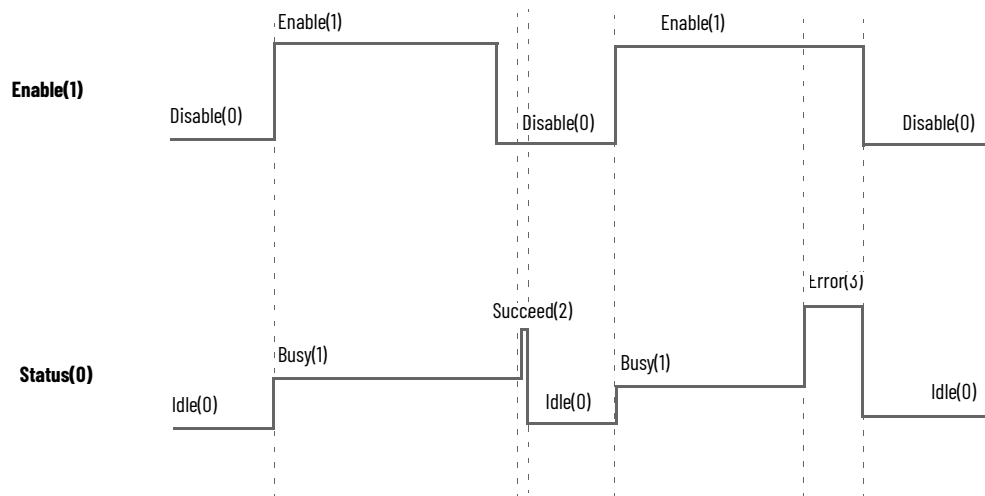 Enable(1)
Enable(1)
Enable(1)
Disable(0)
Disable(0)
Disable(0)
Error(3)
Succeed(2)
Busy(1)
Busy(1)
Status(0)
Idle(0)
Idle(0)
Idle(0)